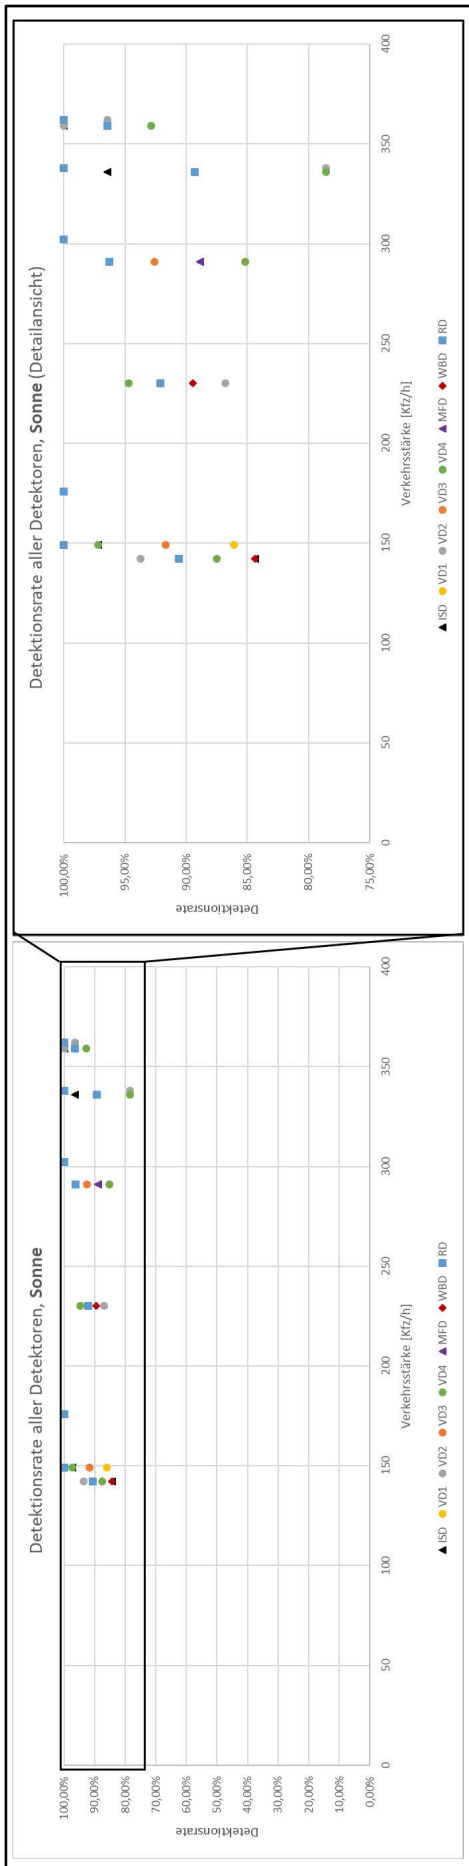 Detektionsrate aller Detektoren, Sonne
Detektionsrate
100,00%
90,00%
80,00%
70,00%
60,00%
50,00%
40,00%
30,00%
20,00%
10,00%
0,00%
0 50 100 150 200 250 300 350 400
Verkehrsstärke [Kfz/h]
ISD VD1 VD2 VD3 VD4 MFD WBD RD
Detektionsrate aller Detektoren, Sonne (Detailansicht)
Detektionsrate
100,00%
95,00%
90,00%
85,00%
80,00%
75,00%
0 50 100 150 200 250 300 350 400
Verkehrsstärke [Kfz/h]
ISD VD1 VD2 VD3 VD4 MFD WBD RD